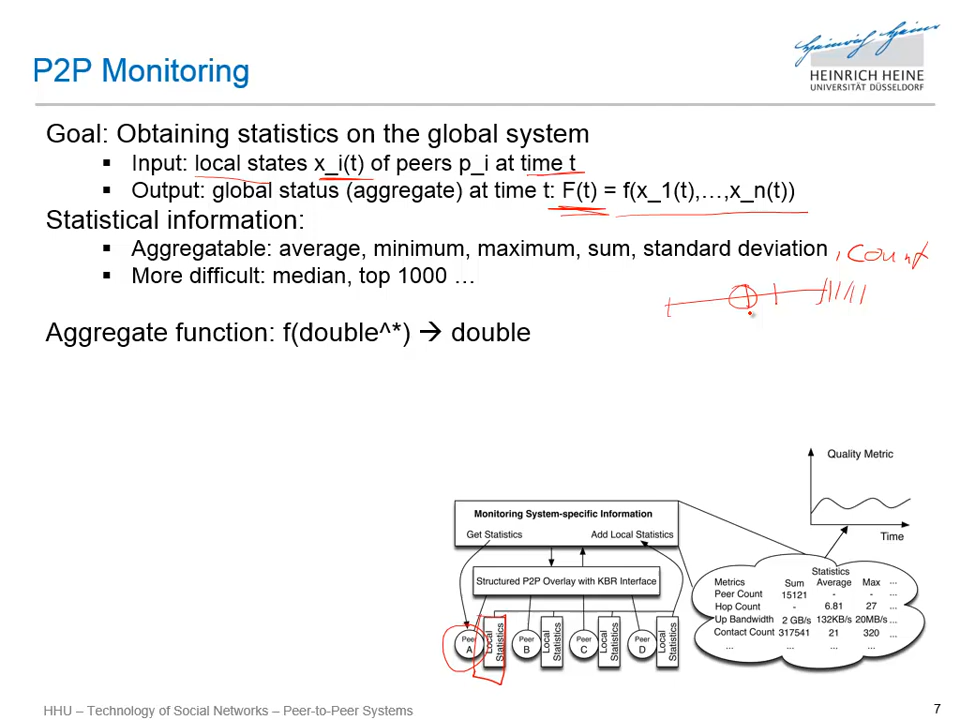 Heinrich Heine
HEINRICH HEINE
UNIVERSITÄT DÜSSELDORF
P2P Monitoring
Goal: Obtaining statistics on the global system
▪ Input: local states x_i(t) of peers p_i at time t
▪ Output: global status (aggregate) at time t: F(t) = f(x_1(t),…,x_n(t))
Statistical information:
▪ Aggregatable: average, minimum, maximum, sum, standard deviation , count
▪ More difficult: median, top 1000 …
Aggregate function: f(double^*) → double
Quality Metric
Time
Monitoring System-specific Information
Get Statistics Add Local Statistics
Structured P2P Overlay with KBR Interface
Peer A
Local Statistics
Peer B
Local Statistics
Peer C
Local Statistics
Peer D
Local Statistics
Statistics
Metrics Sum Average Max ...
Peer Count 15121 - - ...
Hop Count - 6.81 27 ...
Up Bandwidth 2 GB/s 132KB/s 20MB/s ...
Contact Count 317541 21 320 ...
... ... ... ...
HHU – Technology of Social Networks – Peer-to-Peer Systems
7